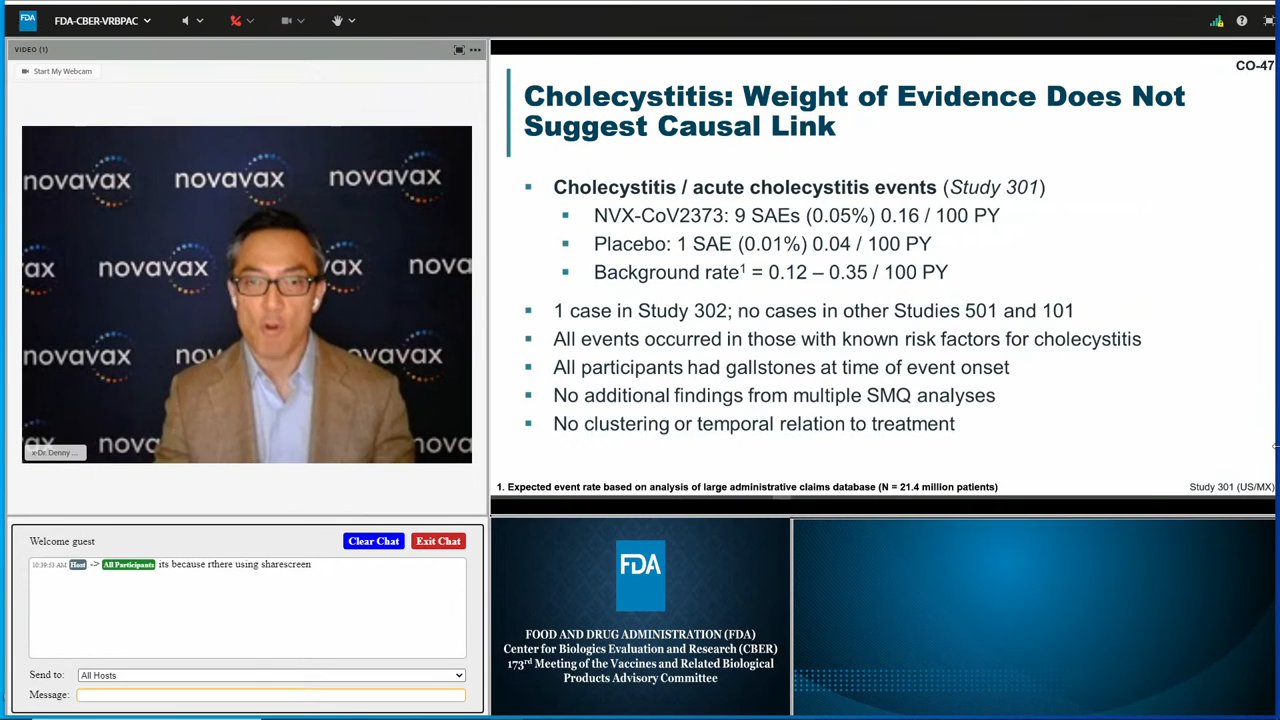 FDA
FDA-CBER-VRBPAC
VIDEO (1)
Start My Webcam
novavax
novavax
novavax
novavax
novavax
novavax
novavax
novavax
novavax
novavax
x-Dr. Denny ...
CO-47
Cholecystitis: Weight of Evidence Does Not
Suggest Causal Link
Cholecystitis / acute cholecystitis events (Study 301)
NVX-CoV2373: 9 SAEs (0.05%) 0.16 / 100 PY
Placebo: 1 SAE (0.01%) 0.04 / 100 PY
Background rate¹ = 0.12 – 0.35 / 100 PY
1 case in Study 302; no cases in other Studies 501 and 101
All events occurred in those with known risk factors for cholecystitis
All participants had gallstones at time of event onset
No additional findings from multiple SMQ analyses
No clustering or temporal relation to treatment
1. Expected event rate based on analysis of large administrative claims database (N = 21.4 million patients)
Study 301 (US/MX)
Welcome guest
Clear Chat
Exit Chat
10:39:53 AM Host -> All Participants its because rthere using sharescreen
Send to: All Hosts
Message:
FDA
FOOD AND DRUG ADMINISTRATION (FDA)
Center for Biologics Evaluation and Research (CBER)
173rd Meeting of the Vaccines and Related Biological
Products Advisory Committee